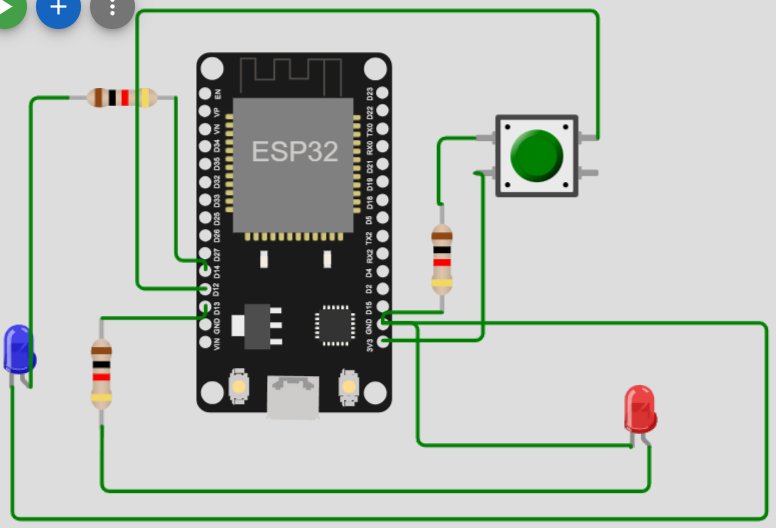 ESP32
EN
VP
VN
D34
D35
D32
D33
D25
D26
D27
D14
D12
D13
GND
VIN
D23
D22
TX0
RX0
D21
D19
D18
D5
TX2
RX2
D4
D2
D15
GND
3V3